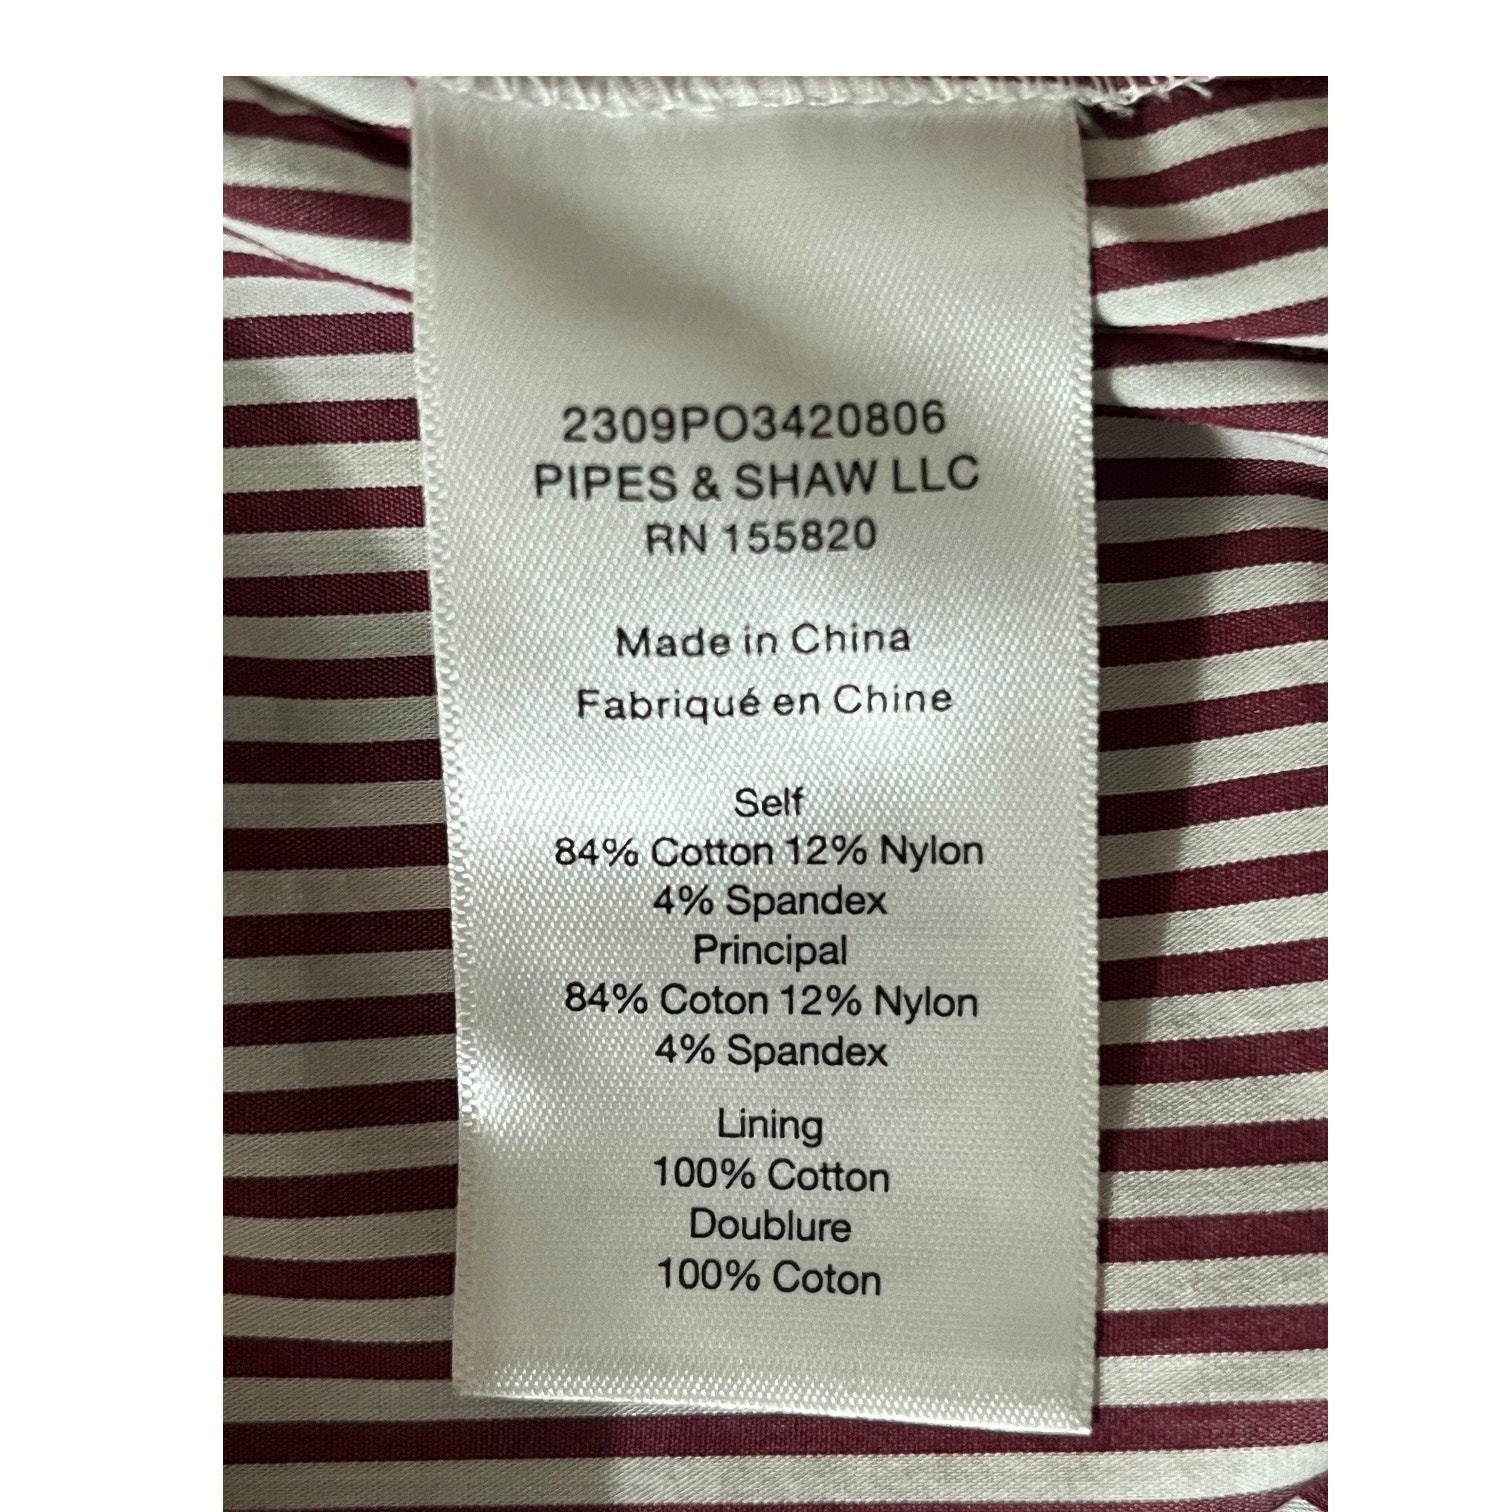 2309PO3420806
PIPES & SHAW LLC
RN 155820
Made in China
Fabriqué en Chine
Self
84% Cotton 12% Nylon
4% Spandex
Principal
84% Coton 12% Nylon
4% Spandex
Lining
100% Cotton
Doublure
100% Coton